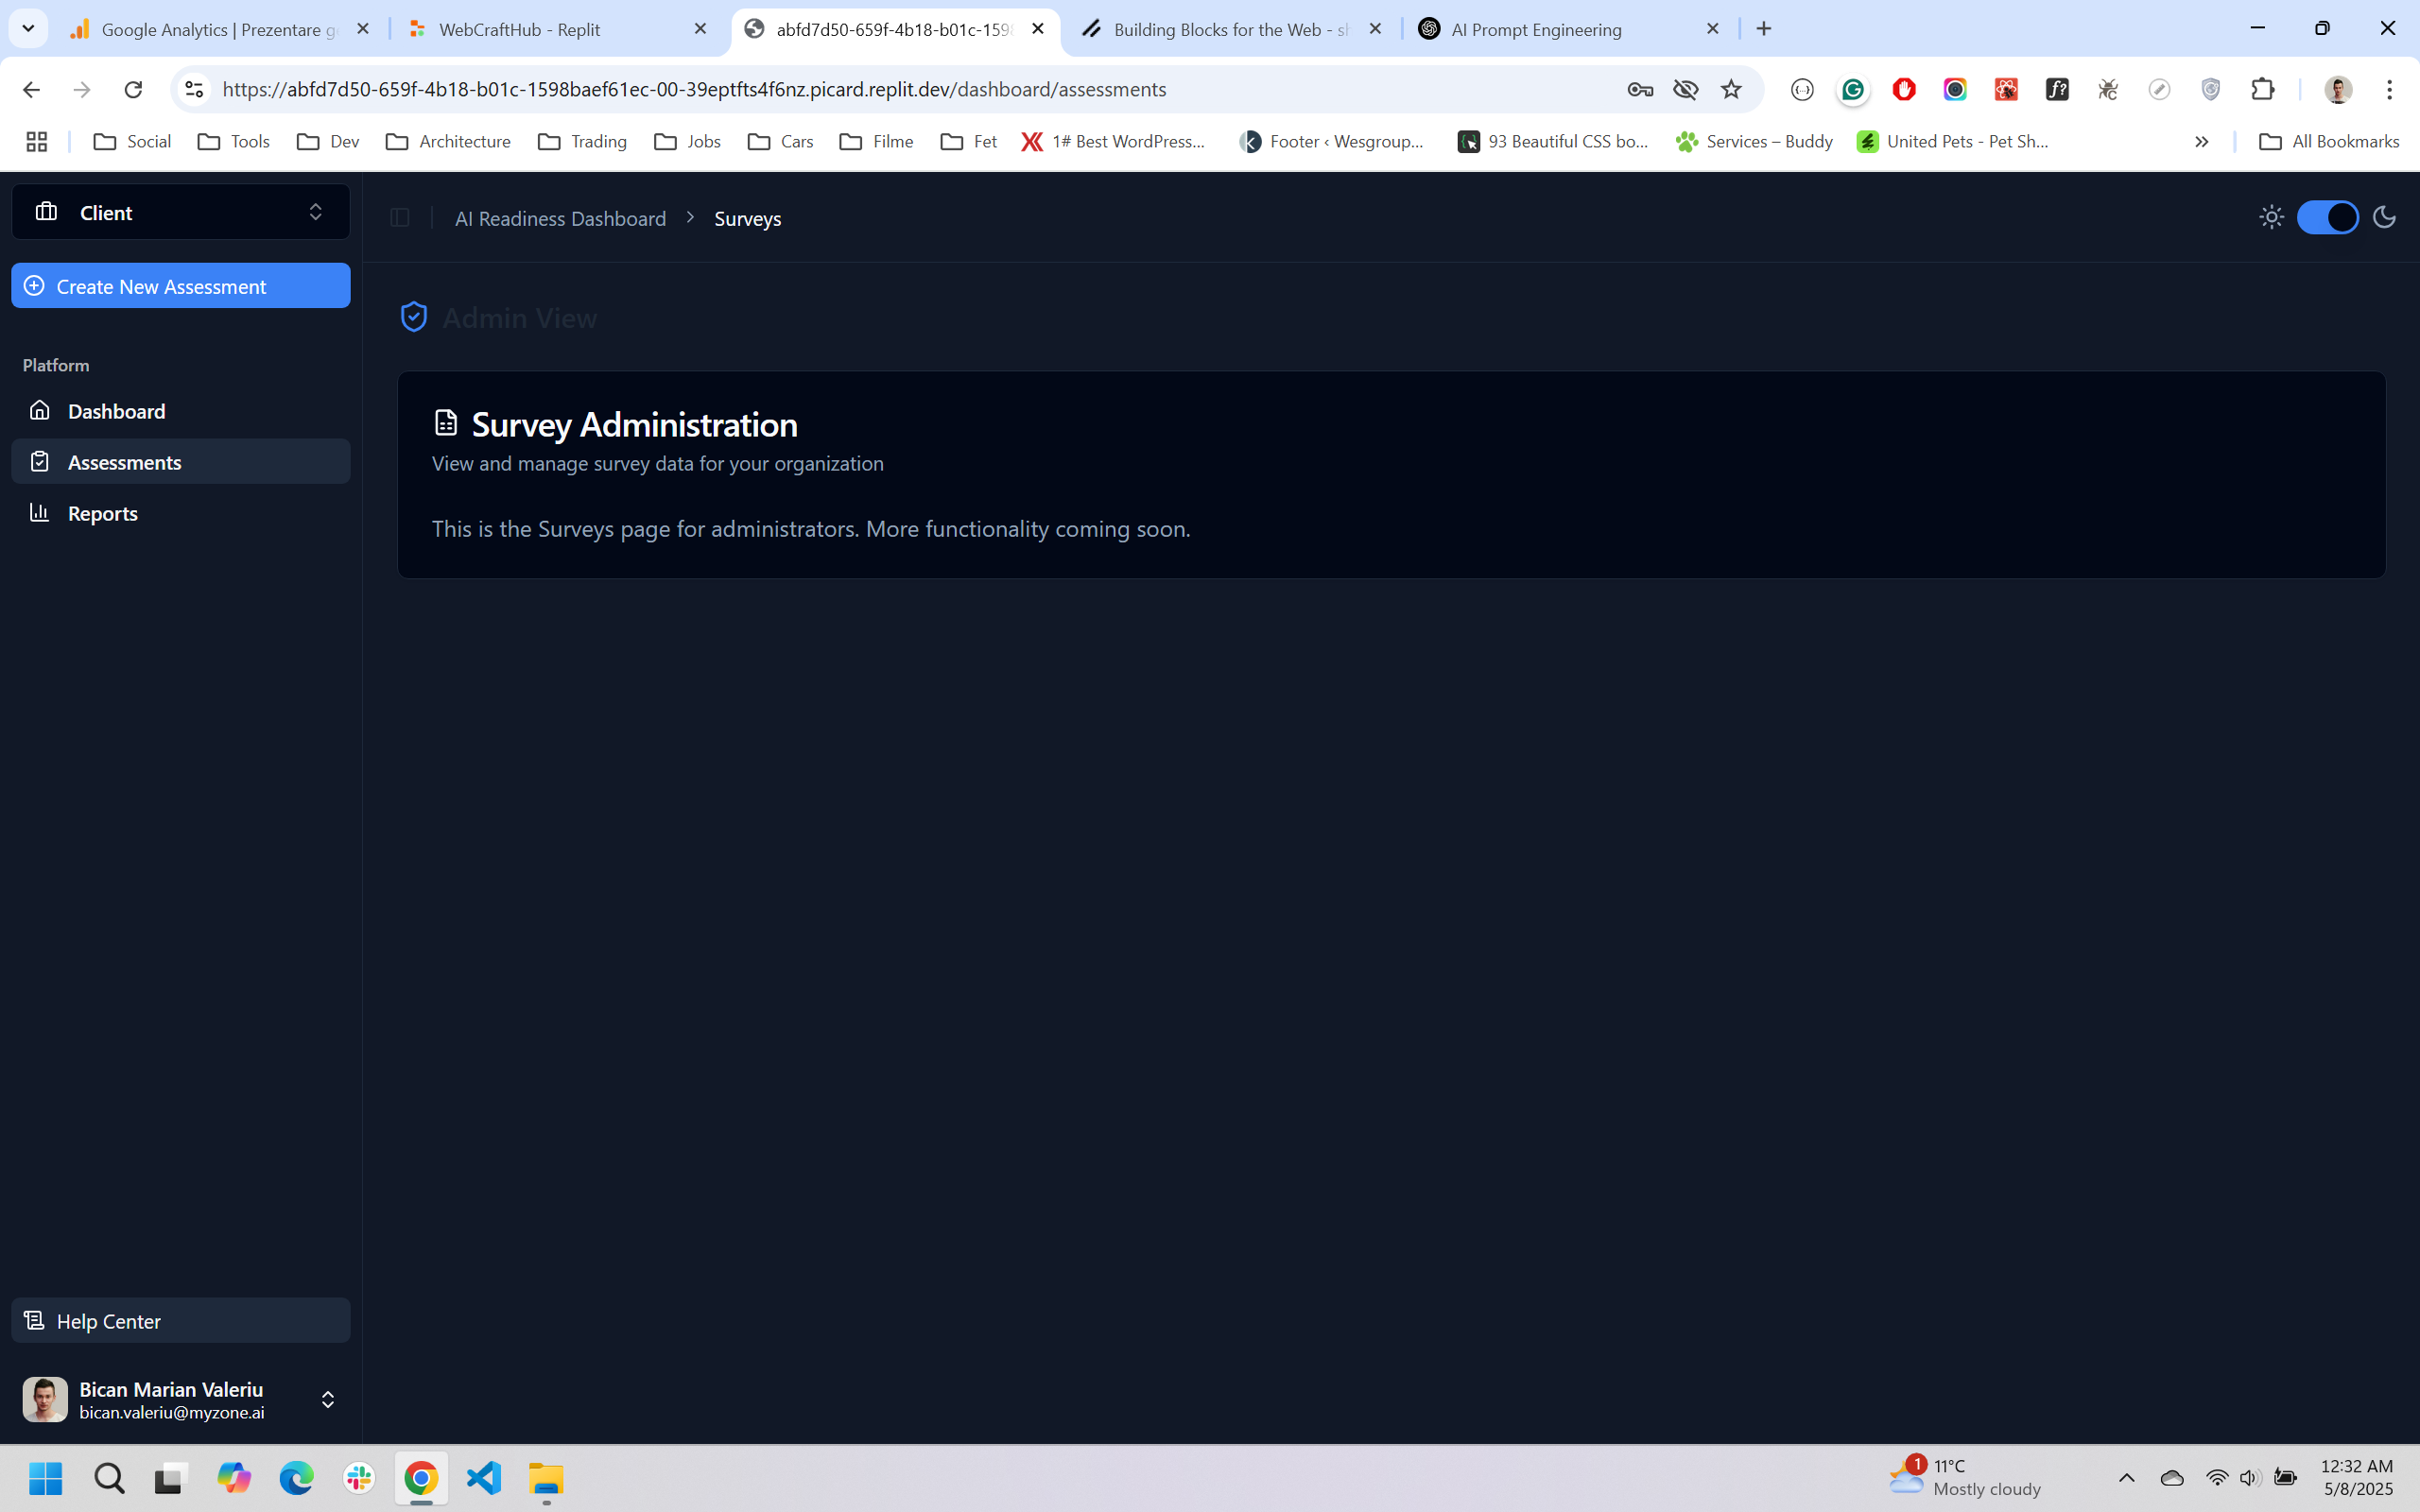 Google Analytics | Prezentare g
WebCraftHub - Replit
abfd7d50-659f-4b18-b01c-159
Building Blocks for the Web - sh
AI Prompt Engineering
https://abfd7d50-659f-4b18-b01c-1598baef61ec-00-39eptfts4f6nz.picard.replit.dev/dashboard/assessments
Social
Tools
Dev
Architecture
Trading
Jobs
Cars
Filme
Fet
1# Best WordPress...
Footer ‹ Wesgroup...
93 Beautiful CSS bo...
Services – Buddy
United Pets - Pet Sh...
All Bookmarks
Client
AI Readiness Dashboard > Surveys
Create New Assessment
Admin View
Platform
Dashboard
Assessments
Reports
Survey Administration
View and manage survey data for your organization
This is the Surveys page for administrators. More functionality coming soon.
Help Center
Bican Marian Valeriu
bican.valeriu@myzone.ai
1
11°C
Mostly cloudy
12:32 AM
5/8/2025